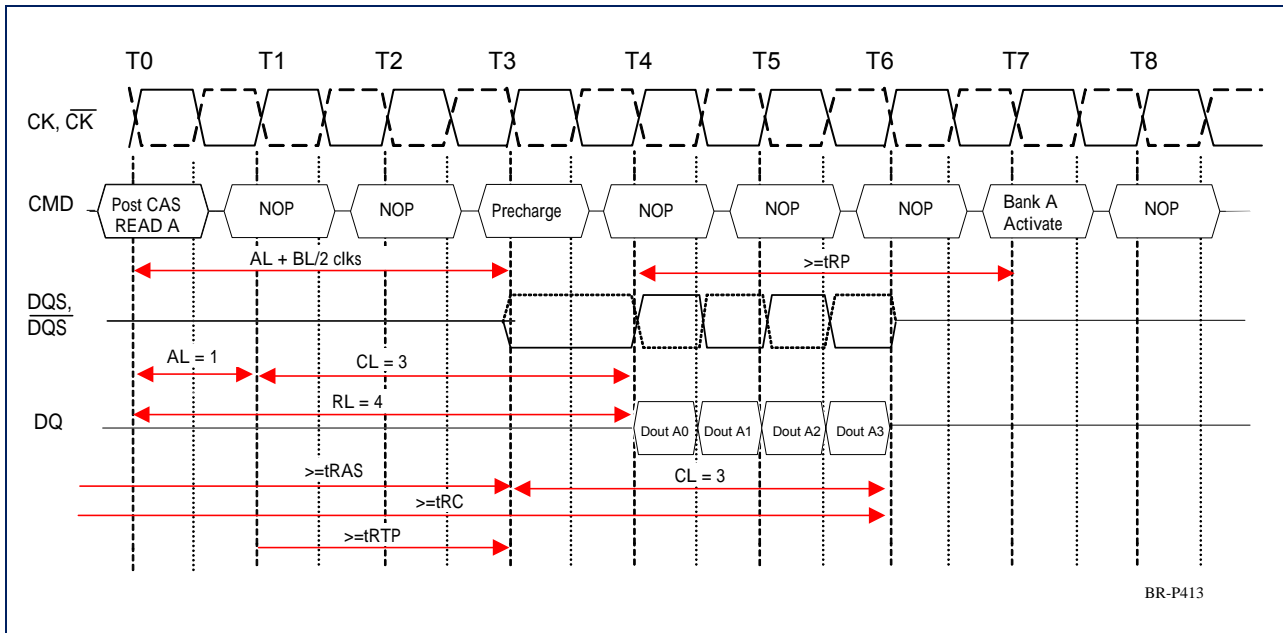 T0 T1 T2 T3 T4 T5 T6 T7 T8
CK, CK
CMD
Post CAS
READ A
NOP
NOP
Precharge
NOP
NOP
NOP
Bank A
Activate
NOP
AL + BL/2 clks
>=tRP
DQS,
DQS
AL = 1
CL = 3
RL = 4
DQ
Dout A0
Dout A1
Dout A2
Dout A3
>=tRAS
CL = 3
>=tRC
>=tRTP
BR-P413